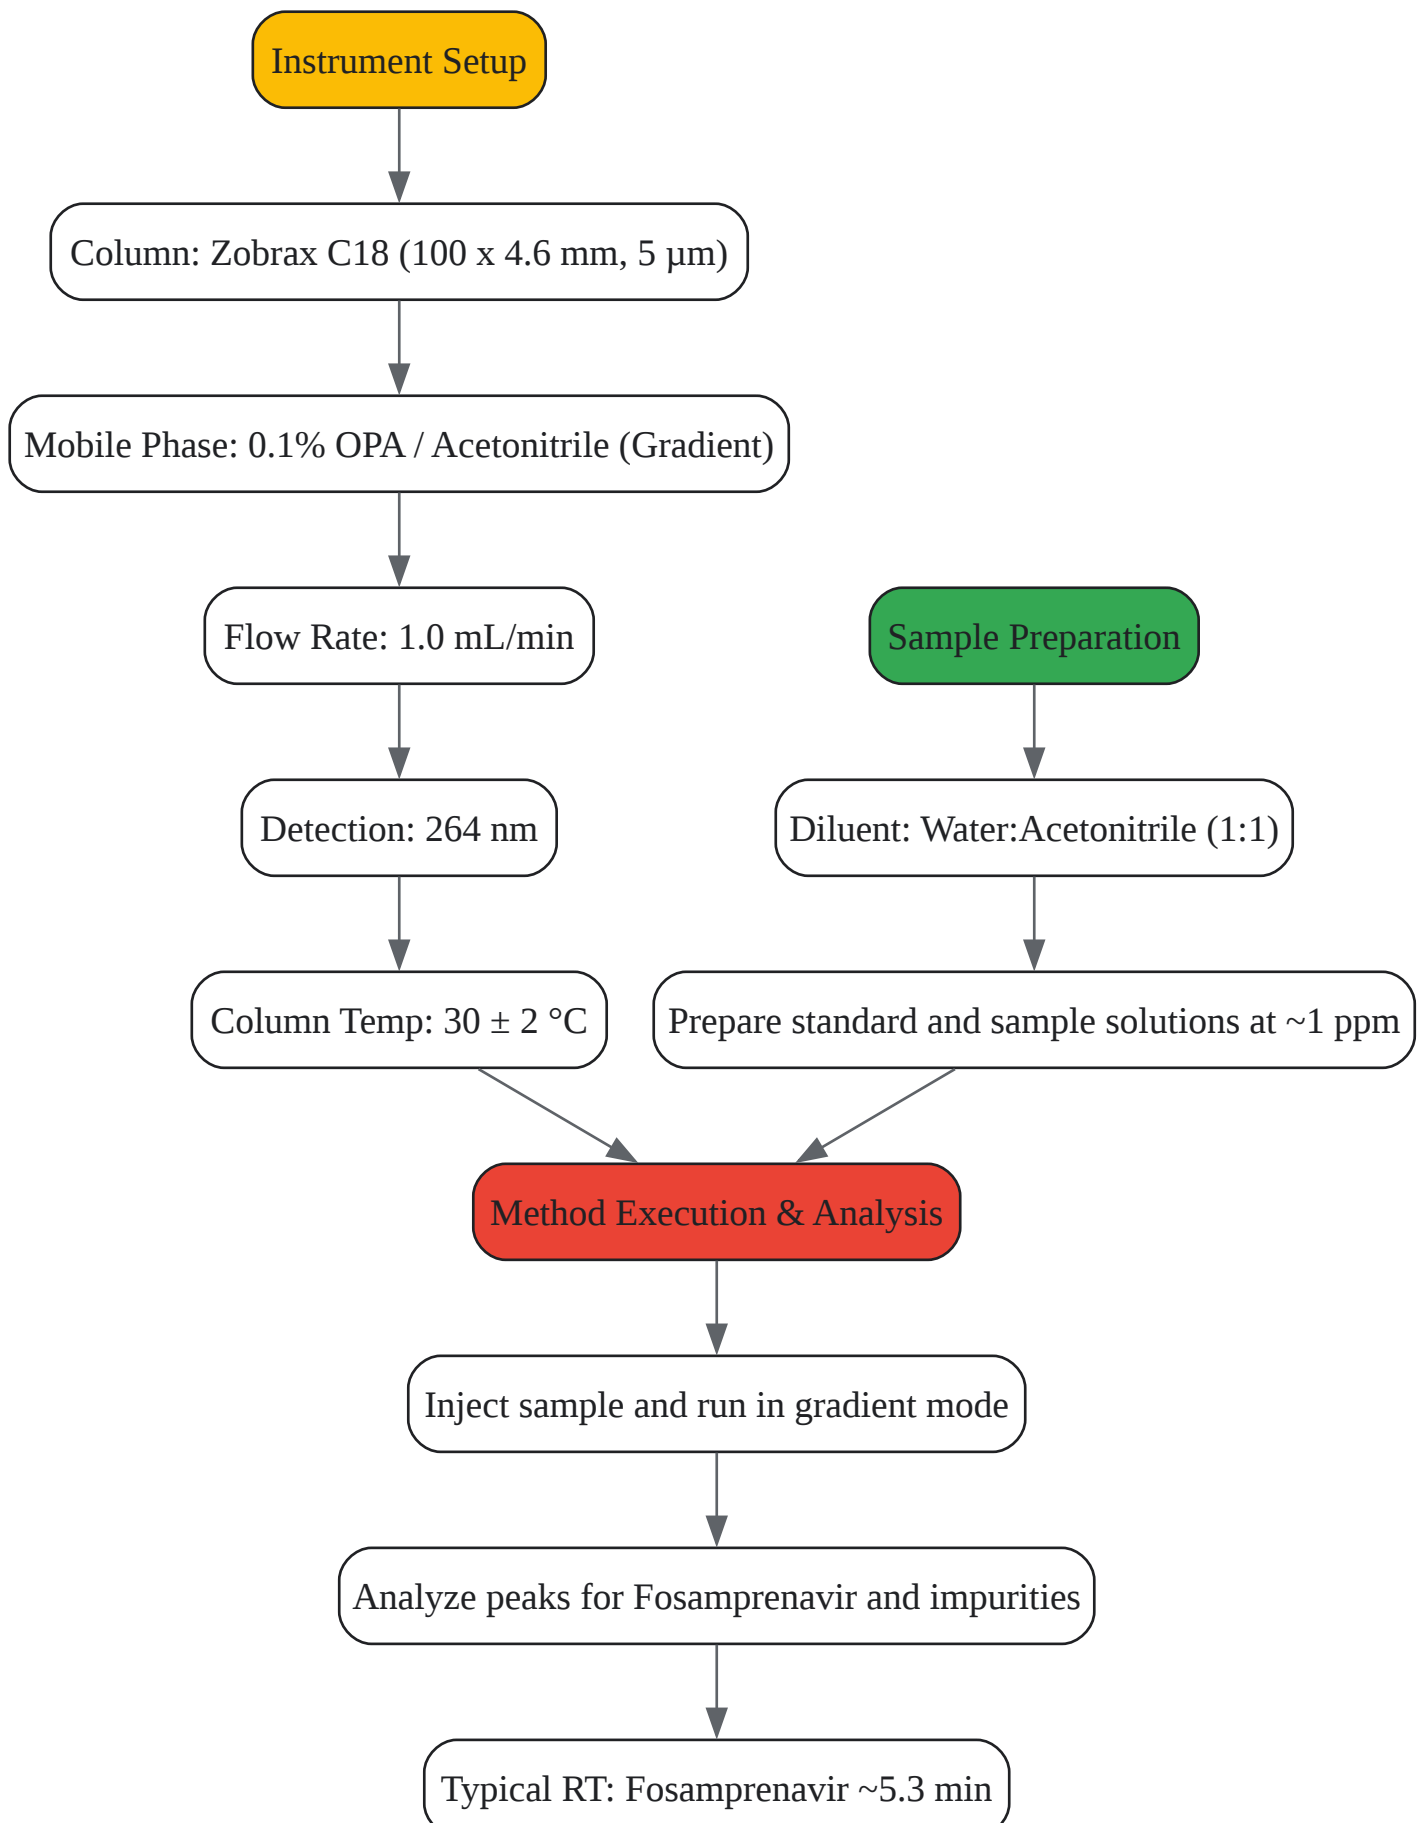 Instrument Setup
Column: Zobrax C18 (100 x 4.6 mm, 5 µm)
Mobile Phase: 0.1% OPA / Acetonitrile (Gradient)
Flow Rate: 1.0 mL/min
Detection: 264 nm
Column Temp: 30 ± 2 °C
Sample Preparation
Diluent: Water:Acetonitrile (1:1)
Prepare standard and sample solutions at ~1 ppm
Method Execution & Analysis
Inject sample and run in gradient mode
Analyze peaks for Fosamprenavir and impurities
Typical RT: Fosamprenavir ~5.3 min